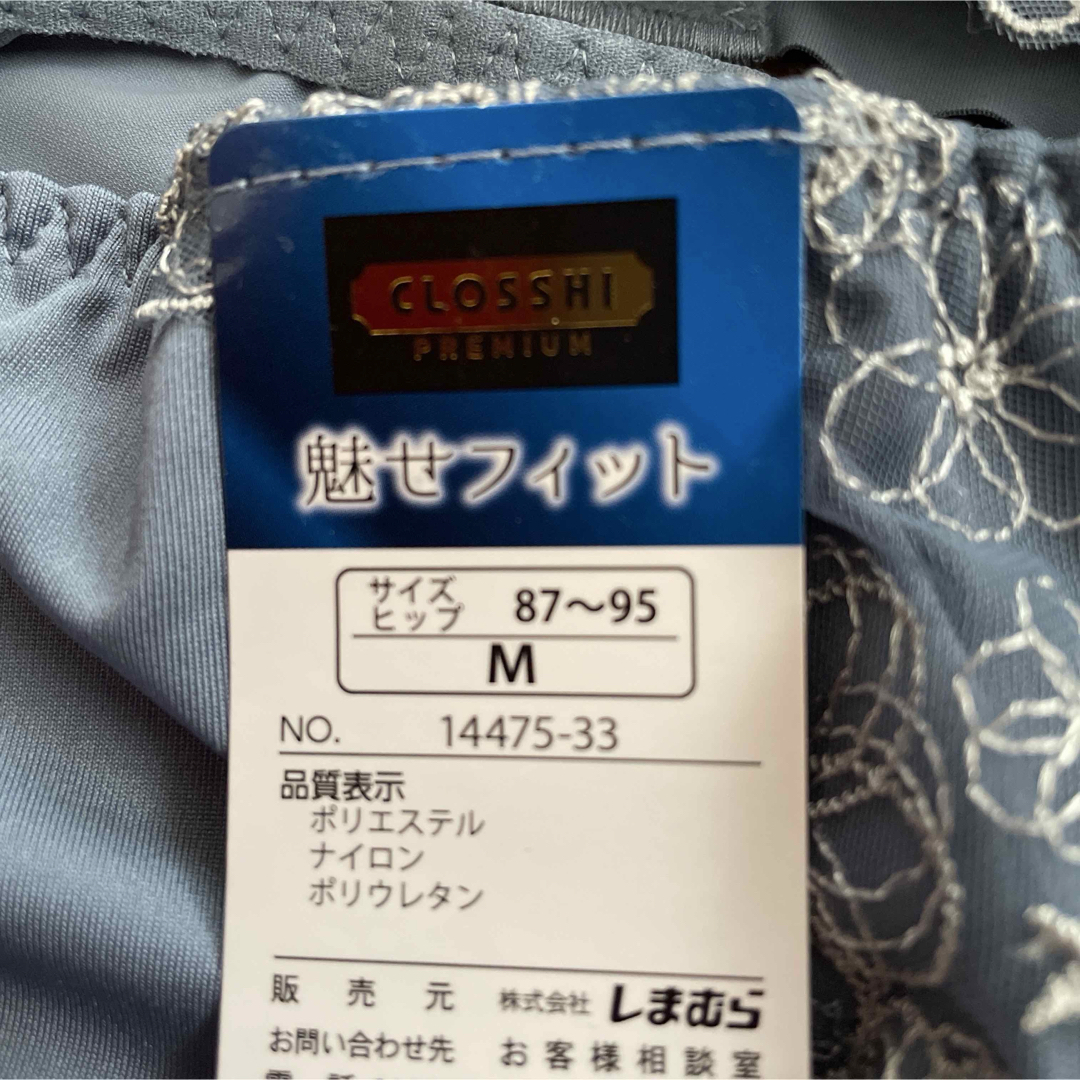 CLOSSHI
PREMIUM
魅せフィット
サイズ
ヒップ 87〜95
M
NO. 14475-33
品質表示
ポリエステル
ナイロン
ポリウレタン
販売元 株式会社しまむら
お問い合わせ先 お客様相談室